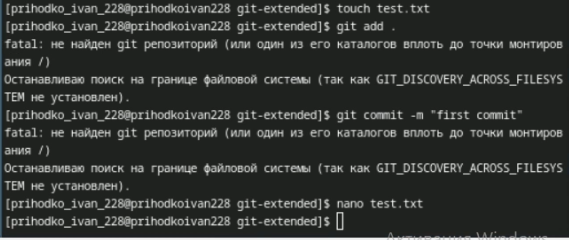 [prihodko_ivan_228@prihodkoivan228 git-extended]$ touch test.txt
[prihodko_ivan_228@prihodkoivan228 git-extended]$ git add .
fatal: не найден git репозиторий (или один из его каталогов вплоть до точки монтиров
ания /)
Останавливаю поиск на границе файловой системы (так как GIT_DISCOVERY_ACROSS_FILESYS
TEM не установлен).
[prihodko_ivan_228@prihodkoivan228 git-extended]$ git commit -m "first commit"
fatal: не найден git репозиторий (или один из его каталогов вплоть до точки монтиров
ания /)
Останавливаю поиск на границе файловой системы (так как GIT_DISCOVERY_ACROSS_FILESYS
TEM не установлен).
[prihodko_ivan_228@prihodkoivan228 git-extended]$ nano test.txt
[prihodko_ivan_228@prihodkoivan228 git-extended]$
Активация Windows